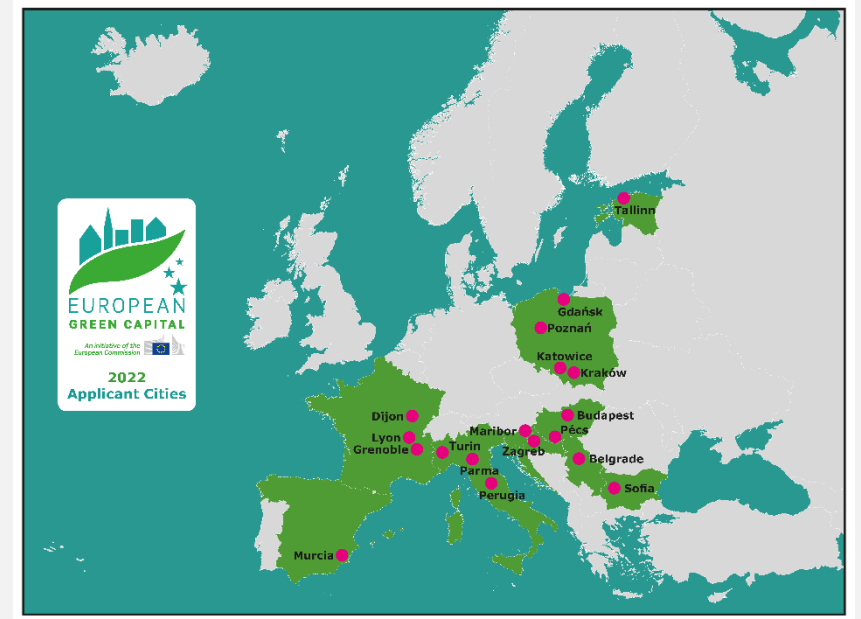 EUROPEAN
GREEN CAPITAL
An initiative of the
European Commission
2022
Applicant Cities
Tallinn
Gdańsk
Poznań
Katowice
Kraków
Dijon
Lyon
Grenoble
Turin
Parma
Perugia
Maribor
Zagreb
Budapest
Pécs
Belgrade
Sofia
Murcia